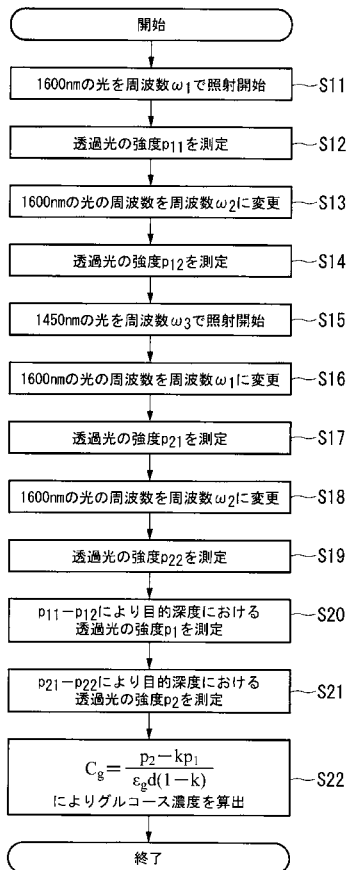 開始
1600nmの光を周波数ω1で照射開始 S11
透過光の強度p11を測定 S12
1600nmの光の周波数を周波数ω2に変更 S13
透過光の強度p12を測定 S14
1450nmの光を周波数ω3で照射開始 S15
1600nmの光の周波数を周波数ω1に変更 S16
透過光の強度p21を測定 S17
1600nmの光の周波数を周波数ω2に変更 S18
透過光の強度p22を測定 S19
p11−p12により目的深度における
透過光の強度p1を測定 S20
p21−p22により目的深度における
透過光の強度p2を測定 S21
Cg=(p2−kp1)/(εgd(1−k)) S22
によりグルコース濃度を算出
終了